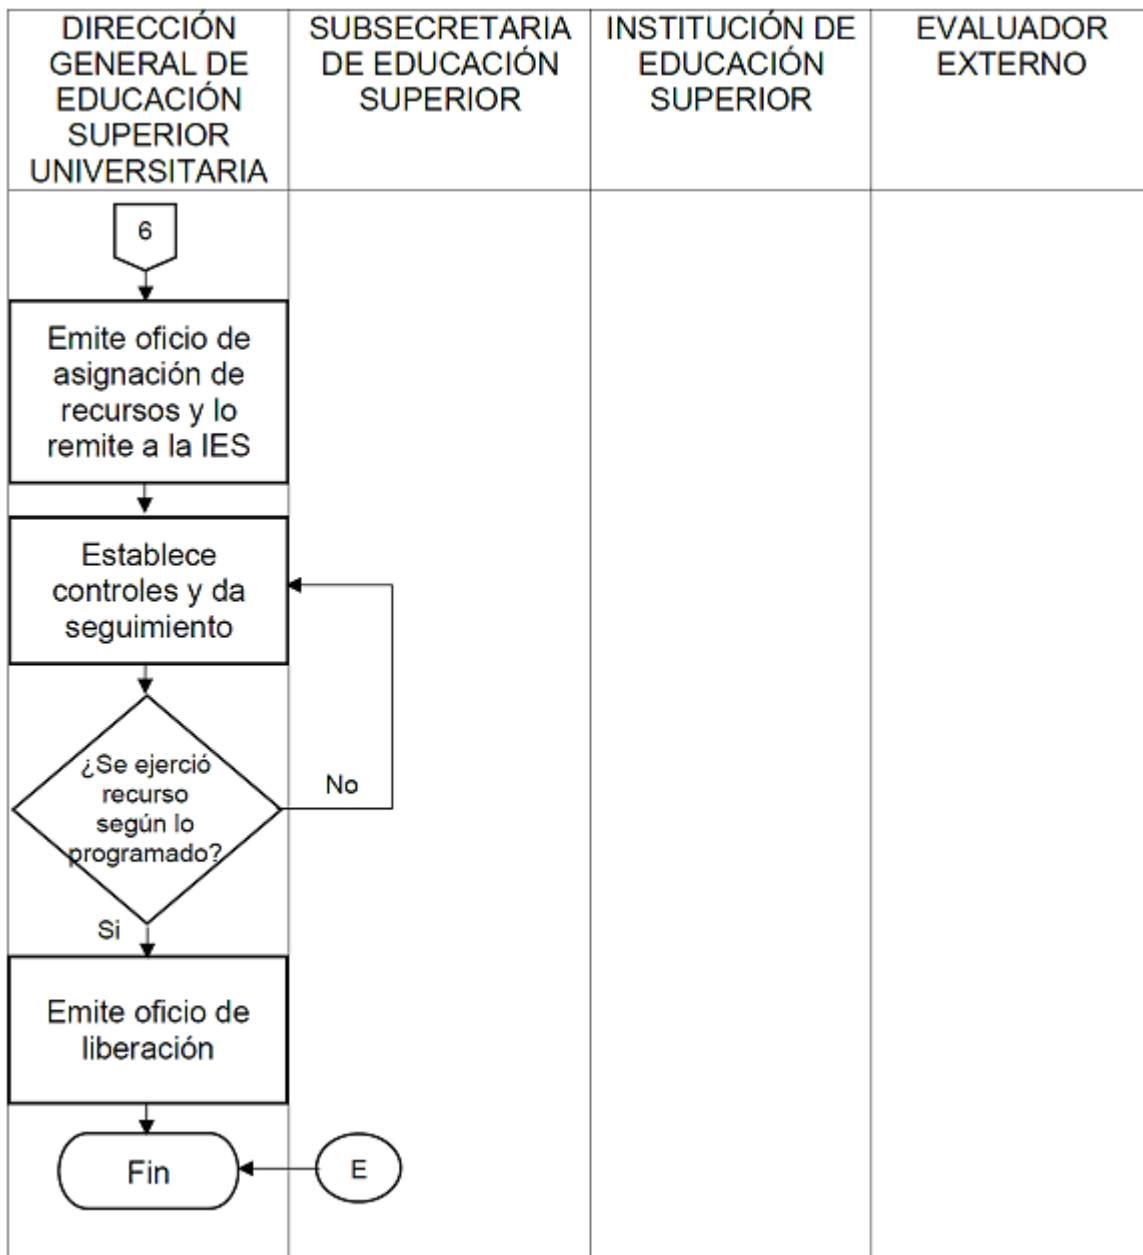 DIRECCIÓN
GENERAL DE
EDUCACIÓN
SUPERIOR
UNIVERSITARIA
SUBSECRETARIA
DE EDUCACIÓN
SUPERIOR
INSTITUCIÓN DE
EDUCACIÓN
SUPERIOR
EVALUADOR
EXTERNO
6
Emite oficio de
asignación de
recursos y lo
remite a la IES
Establece
controles y da
seguimiento
¿Se ejerció
recurso
según lo
programado?
No
Si
Emite oficio de
liberación
Fin
E